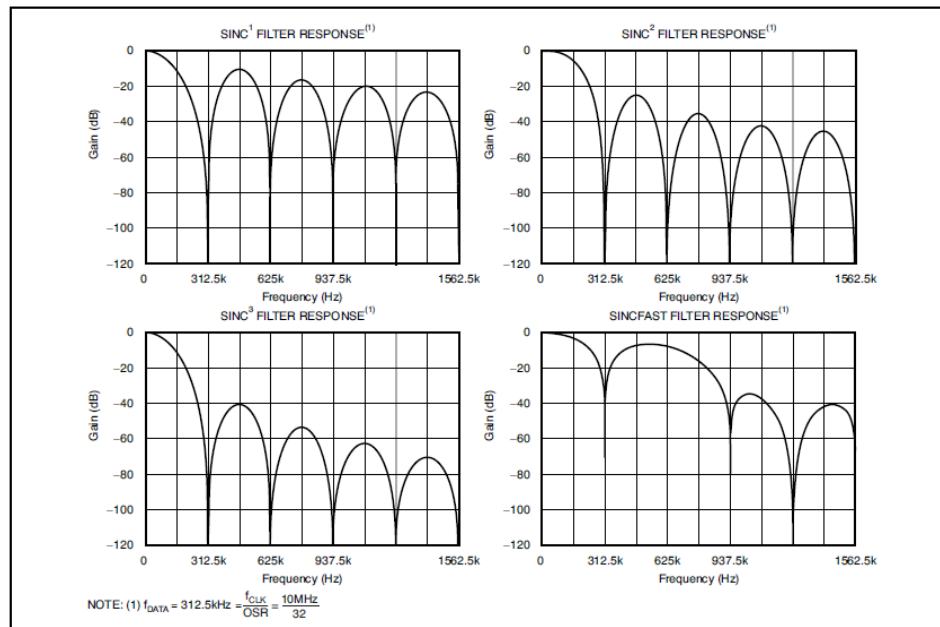 SINC¹ FILTER RESPONSE(1)
0
−20
−40
−60
−80
−100
−120
Gain (dB)
0 312.5k 625k 937.5k 1562.5k
Frequency (Hz)
SINC² FILTER RESPONSE(1)
0
−20
−40
−60
−80
−100
−120
Gain (dB)
0 312.5k 625k 937.5k 1562.5k
Frequency (Hz)
SINC³ FILTER RESPONSE(1)
0
−20
−40
−60
−80
−100
−120
Gain (dB)
0 312.5k 625k 937.5k 1562.5k
Frequency (Hz)
SINCFAST FILTER RESPONSE(1)
0
−20
−40
−60
−80
−100
−120
Gain (dB)
0 312.5k 625k 937.5k 1562.5k
Frequency (Hz)
NOTE: (1) fDATA = 312.5kHz = fCLK/OSR = 10MHz/32